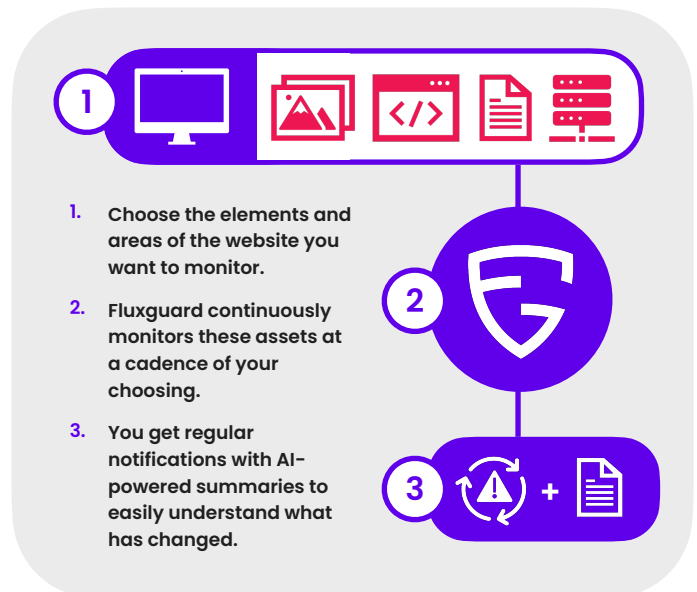 1
1. Choose the elements and
areas of the website you
want to monitor.
2. Fluxguard continuously
monitors these assets at
a cadence of your
choosing.
3. You get regular
notifications with AI-
powered summaries to
easily understand what
has changed.
2
3
+